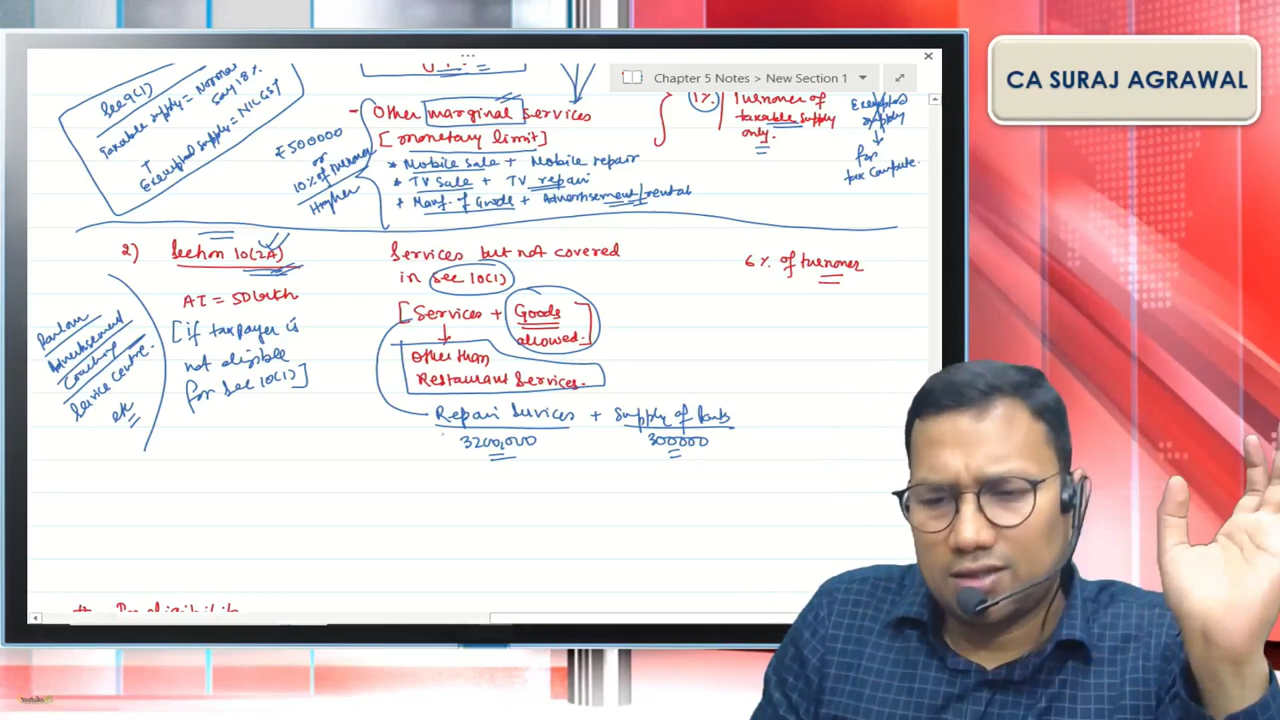 CA SURAJ AGRAWAL
Chapter 5 Notes > New Section 1
Sec 9(1)
Taxable supply = Normal
Say 18%
T
Exempted supply = NIL GST
₹500000
or
10% of turnover
Higher
- Other marginal services
[monetary limit]
* Mobile sale + Mobile repair
* TV Sale + TV repair
+ Manf. of Goods + Advertisement/rental
1%
Turnover of
taxable supply
only.
Exempted
supply
for
tax compute.
2) Section 10(2A)
AT = 50 lakh
[if taxpayer is
not eligible
for Sec 10(1)]
Advertisement
Coaching
Service centre.
etc
Services but not covered
in Sec 10(1)
[Services + Goods
allowed.]
Other than
Restaurant Services.
Repair Services + Supply of Parts
3200,000 300000
6% of turnover